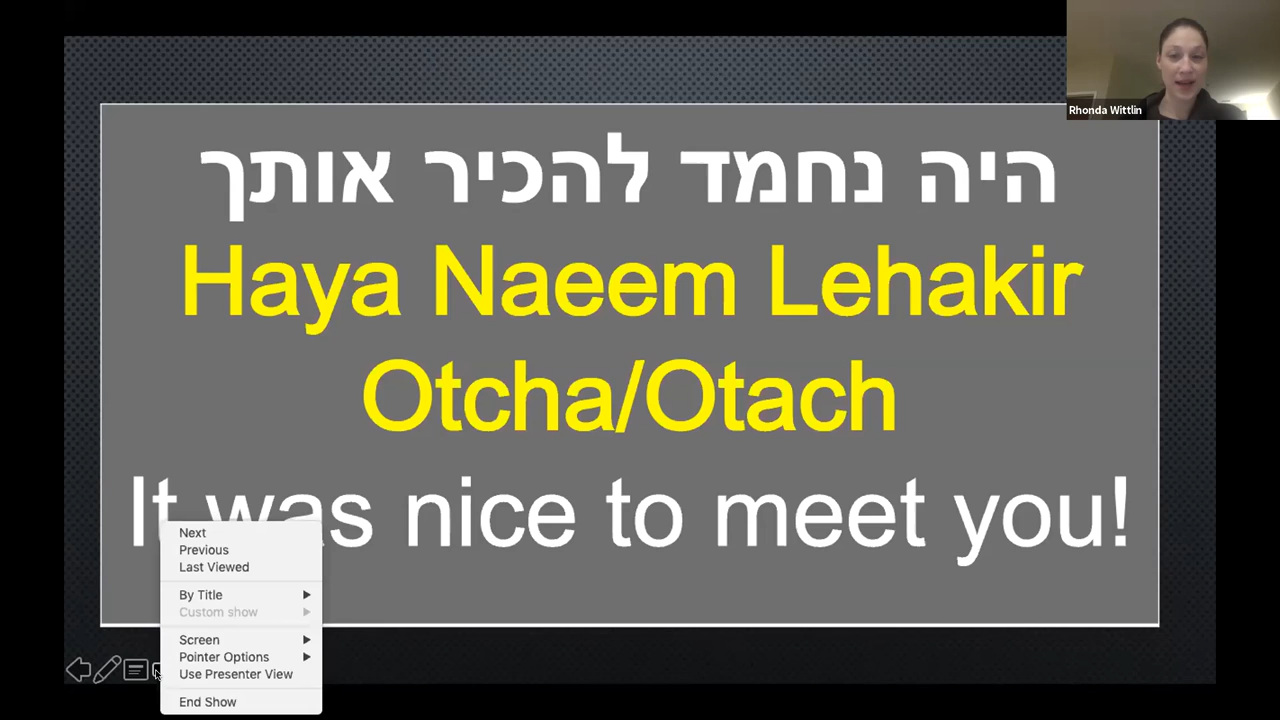 Rhonda Wittlin
היה נחמד להכיר אותך
Haya Naeem Lehakir
Otcha/Otach
It was nice to meet you!
Next
Previous
Last Viewed
By Title
Custom show
Screen
Pointer Options
Use Presenter View
End Show